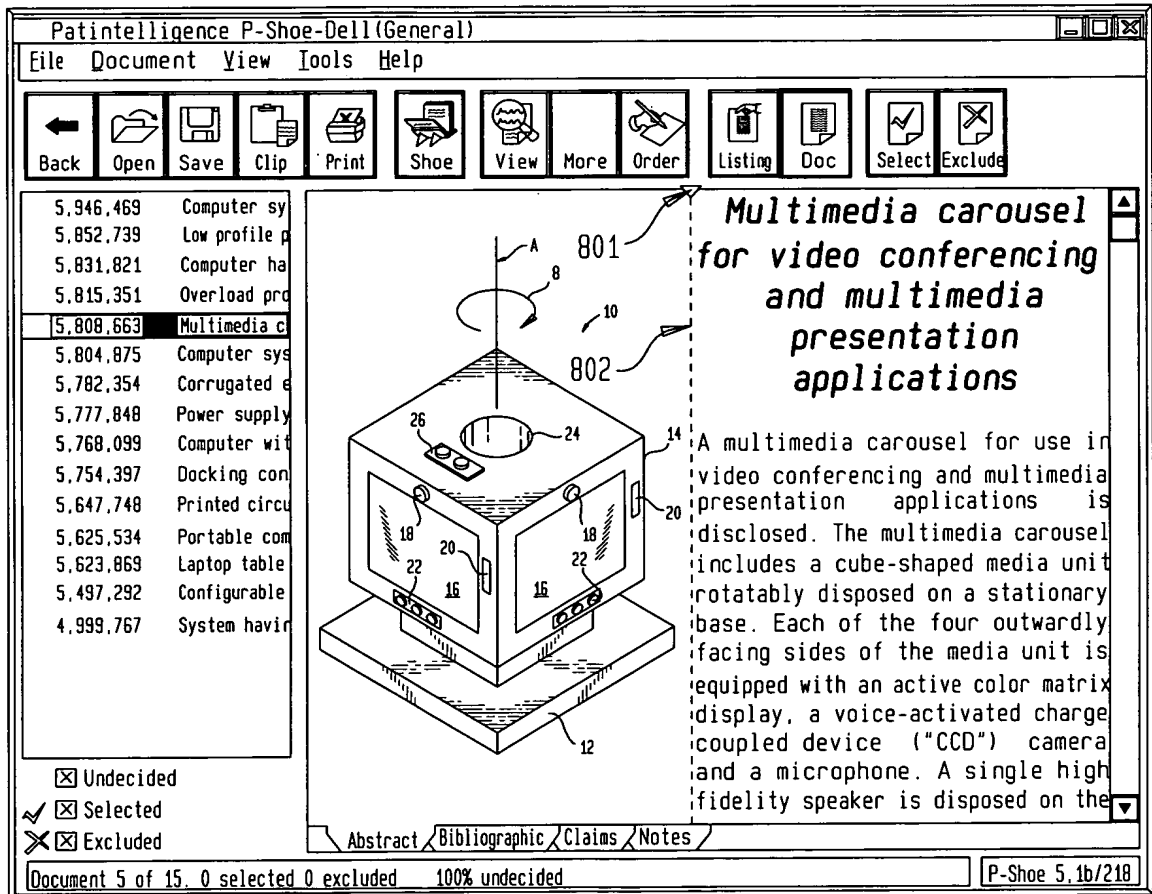 Patintelligence P-Shoe-Dell(General)
File Document View Tools Help
Back Open Save Clip Print Shoe View More Order Listing Doc Select Exclude
5,946,469 Computer sy
5,852,739 Low profile p
5,831,821 Computer ha
5,815,351 Overload pro
5,808,663 Multimedia c
5,804,875 Computer sys
5,782,354 Corrugated e
5,777,848 Power supply
5,768,099 Computer wit
5,754,397 Docking con
5,647,748 Printed circu
5,625,534 Portable com
5,623,869 Laptop table
5,497,292 Configurable
4,999,767 System havin
Undecided
Selected
Excluded
A
8
10
801
802
26
24
14
18
18
20
20
22
22
16
16
12
Multimedia carousel
for video conferencing
and multimedia
presentation
applications
A multimedia carousel for use in
video conferencing and multimedia
presentation applications is
disclosed. The multimedia carousel
includes a cube-shaped media unit
rotatably disposed on a stationary
base. Each of the four outwardly
facing sides of the media unit is
equipped with an active color matrix
display, a voice-activated charge
coupled device ("CCD") camera
and a microphone. A single high
fidelity speaker is disposed on the
Abstract Bibliographic Claims Notes
Document 5 of 15, 0 selected 0 excluded 100% undecided
P-Shoe 5,1b/218